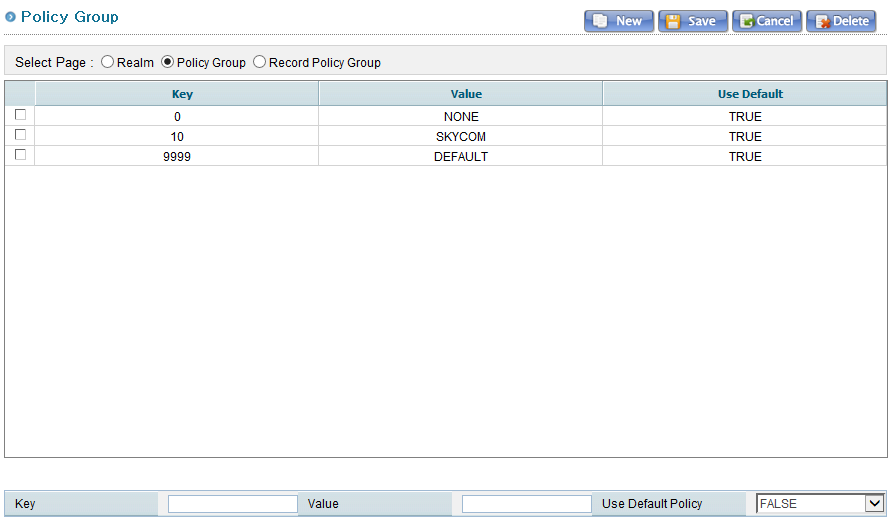 Policy Group
New Save Cancel Delete
Select Page : Realm Policy Group Record Policy Group
Key Value Use Default
0 NONE TRUE
10 SKYCOM TRUE
9999 DEFAULT TRUE
Key Value Use Default Policy FALSE